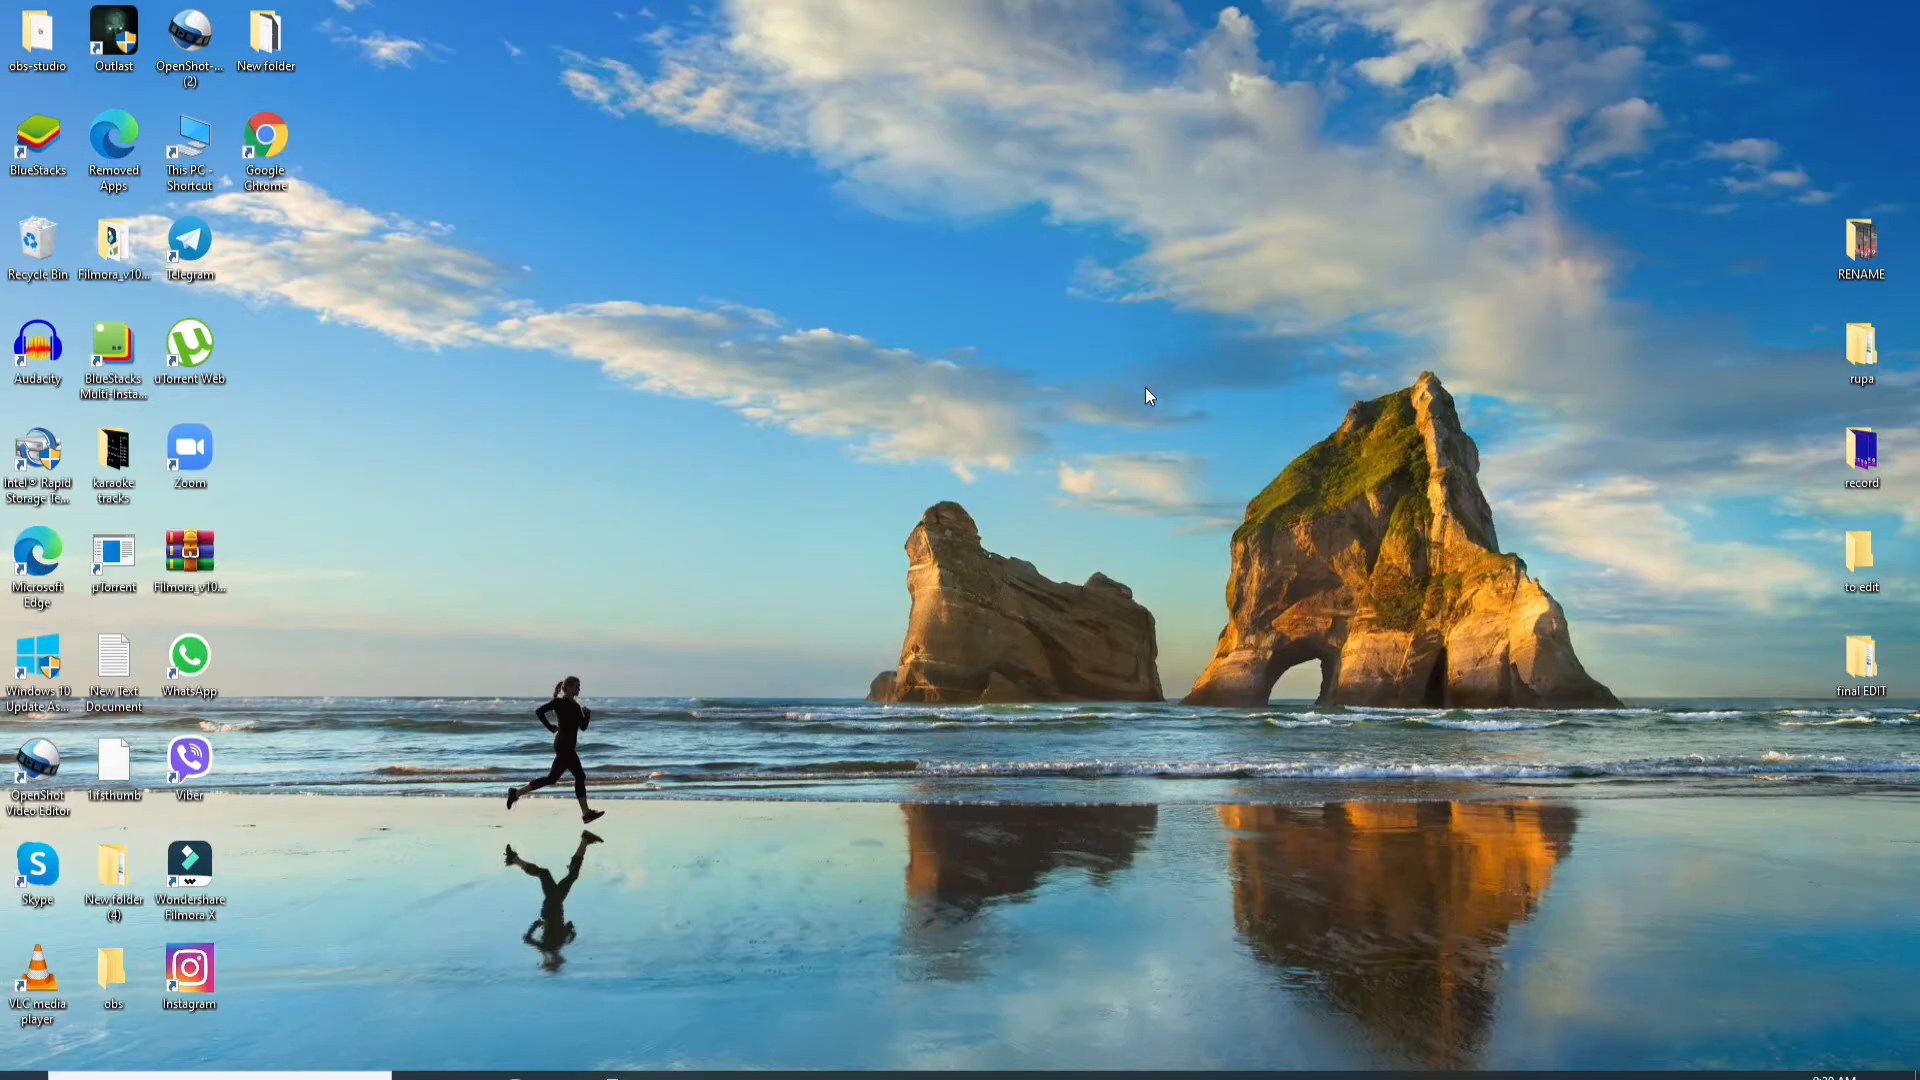 obs-studio
Outlast
OpenShot-...
(2)
New folder
BlueStacks
Removed
Apps
This PC -
Shortcut
Google
Chrome
Recycle Bin
Filmora_v10...
Telegram
RENAME
Audacity
BlueStacks
Multi-Insta...
uTorrent Web
rupa
Intel® Rapid
Storage Te...
karaoke
tracks
Zoom
record
Microsoft
Edge
µTorrent
Filmora_v10...
to edit
Windows 10
Update As...
New Text
Document
WhatsApp
final EDIT
OpenShot
Video Editor
1.ifsthumb
Viber
Skype
New folder
(4)
Wondershare
Filmora X
VLC media
player
obs
Instagram